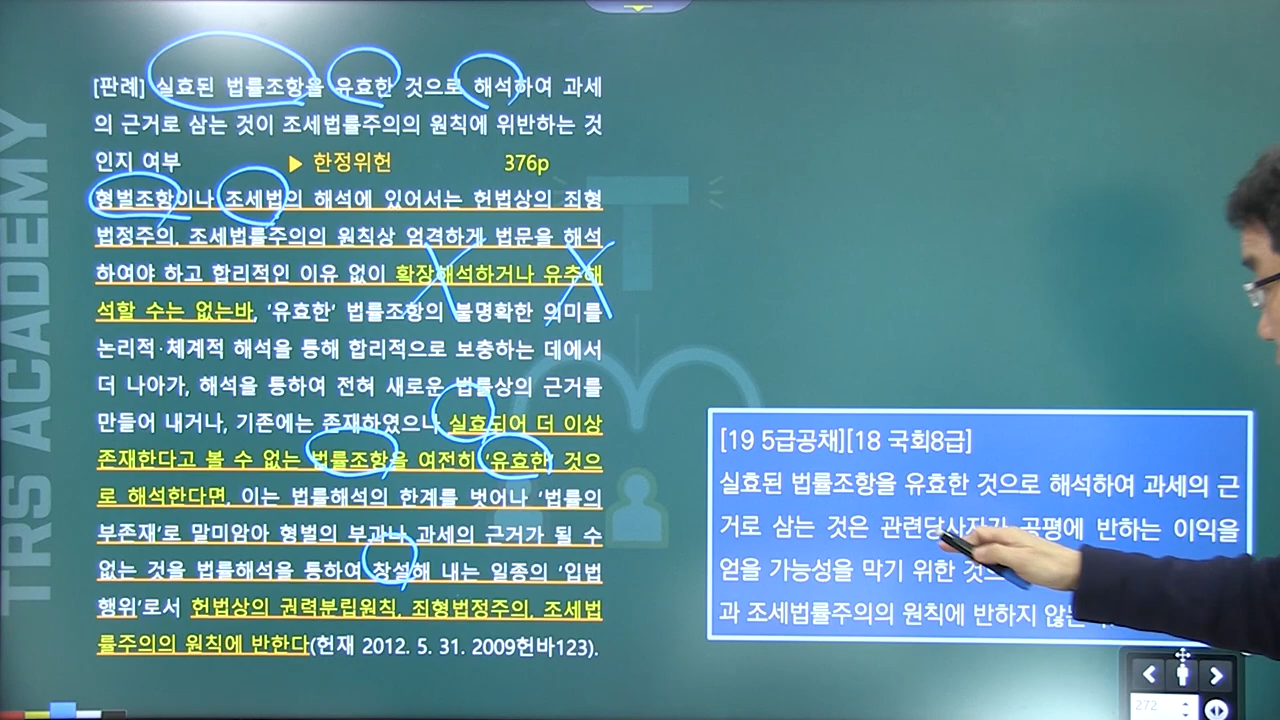 TRS ACADEMY
[판례] 실효된 법률조항을 유효한 것으로 해석하여 과세
의 근거로 삼는 것이 조세법률주의의 원칙에 위반하는 것
인지 여부 ▶ 한정위헌 376p
형벌조항이나 조세법의 해석에 있어서는 헌법상의 죄형
법정주의, 조세법률주의의 원칙상 엄격하게 법문을 해석
하여야 하고 합리적인 이유 없이 확장해석하거나 유추해
석할 수는 없는바, '유효한' 법률조항의 불명확한 의미를
논리적·체계적 해석을 통해 합리적으로 보충하는 데에서
더 나아가, 해석을 통하여 전혀 새로운 법률상의 근거를
만들어 내거나, 기존에는 존재하였으나 실효되어 더 이상
존재한다고 볼 수 없는 법률조항을 여전히 '유효한' 것으
로 해석한다면, 이는 법률해석의 한계를 벗어나 '법률의
부존재'로 말미암아 형벌의 부과나 과세의 근거가 될 수
없는 것을 법률해석을 통하여 창설해 내는 일종의 '입법
행위'로서 헌법상의 권력분립원칙, 죄형법정주의, 조세법
률주의의 원칙에 반한다(헌재 2012. 5. 31. 2009헌바123).
[19 5급공채][18 국회8급]
실효된 법률조항을 유효한 것으로 해석하여 과세의 근
거로 삼는 것은 관련당사자가 공평에 반하는 이익을
얻을 가능성을 막기 위한
과 조세법률주의의 원칙에 반하지 않는
272